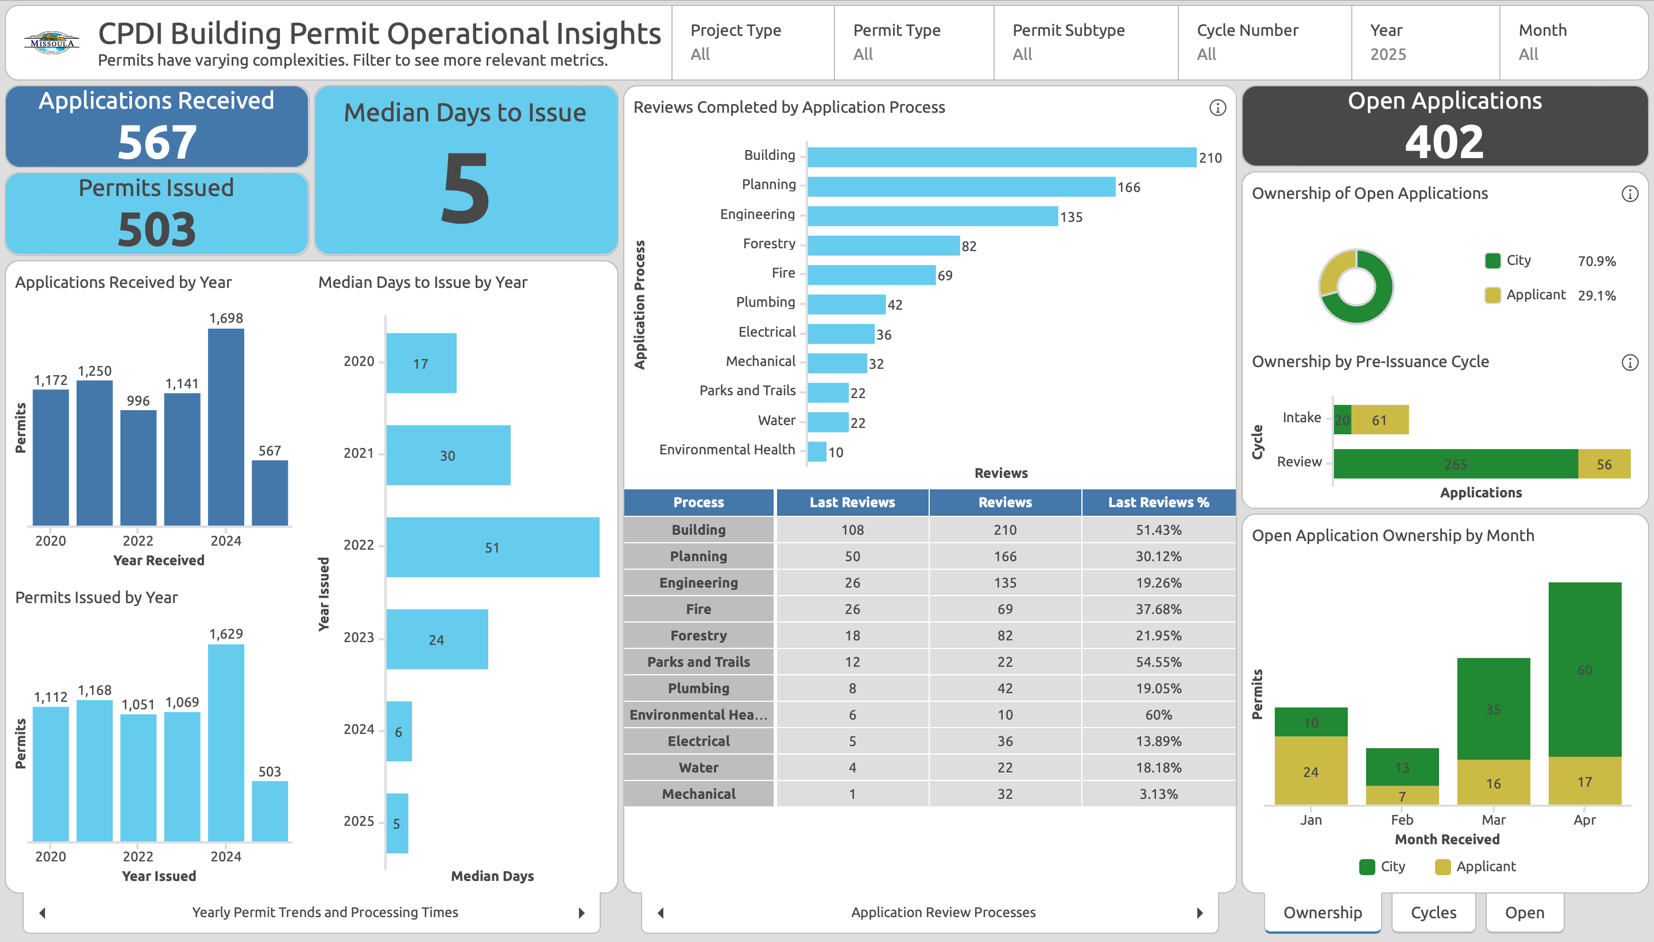 MISSOULA
CPDI Building Permit Operational Insights
Permits have varying complexities. Filter to see more relevant metrics.
Project Type
All
Permit Type
All
Permit Subtype
All
Cycle Number
All
Year
2025
Month
All
Applications Received
567
Permits Issued
503
Median Days to Issue
5
Applications Received by Year
Permits
1,172
1,250
996
1,141
1,698
567
2020
2022
2024
Year Received
Permits Issued by Year
Permits
1,112
1,168
1,051
1,069
1,629
503
2020
2022
2024
Year Issued
Median Days to Issue by Year
Year Issued
2020 17
2021 30
2022 51
2023 24
2024 6
2025 5
Median Days
Yearly Permit Trends and Processing Times
Reviews Completed by Application Process
Application Process
Building 210
Planning 166
Engineering 135
Forestry 82
Fire 69
Plumbing 42
Electrical 36
Mechanical 32
Parks and Trails 22
Water 22
Environmental Health 10
Reviews
Process Last Reviews Reviews Last Reviews %
Building 108 210 51.43%
Planning 50 166 30.12%
Engineering 26 135 19.26%
Fire 26 69 37.68%
Forestry 18 82 21.95%
Parks and Trails 12 22 54.55%
Plumbing 8 42 19.05%
Environmental Hea... 6 10 60%
Electrical 5 36 13.89%
Water 4 22 18.18%
Mechanical 1 32 3.13%
Application Review Processes
Open Applications
402
Ownership of Open Applications
City 70.9%
Applicant 29.1%
Ownership by Pre-Issuance Cycle
Cycle
Intake 20 61
Review 265 56
Applications
Open Application Ownership by Month
Permits
10
24
13
7
35
16
60
17
Jan
Feb
Mar
Apr
Month Received
City
Applicant
Ownership
Cycles
Open